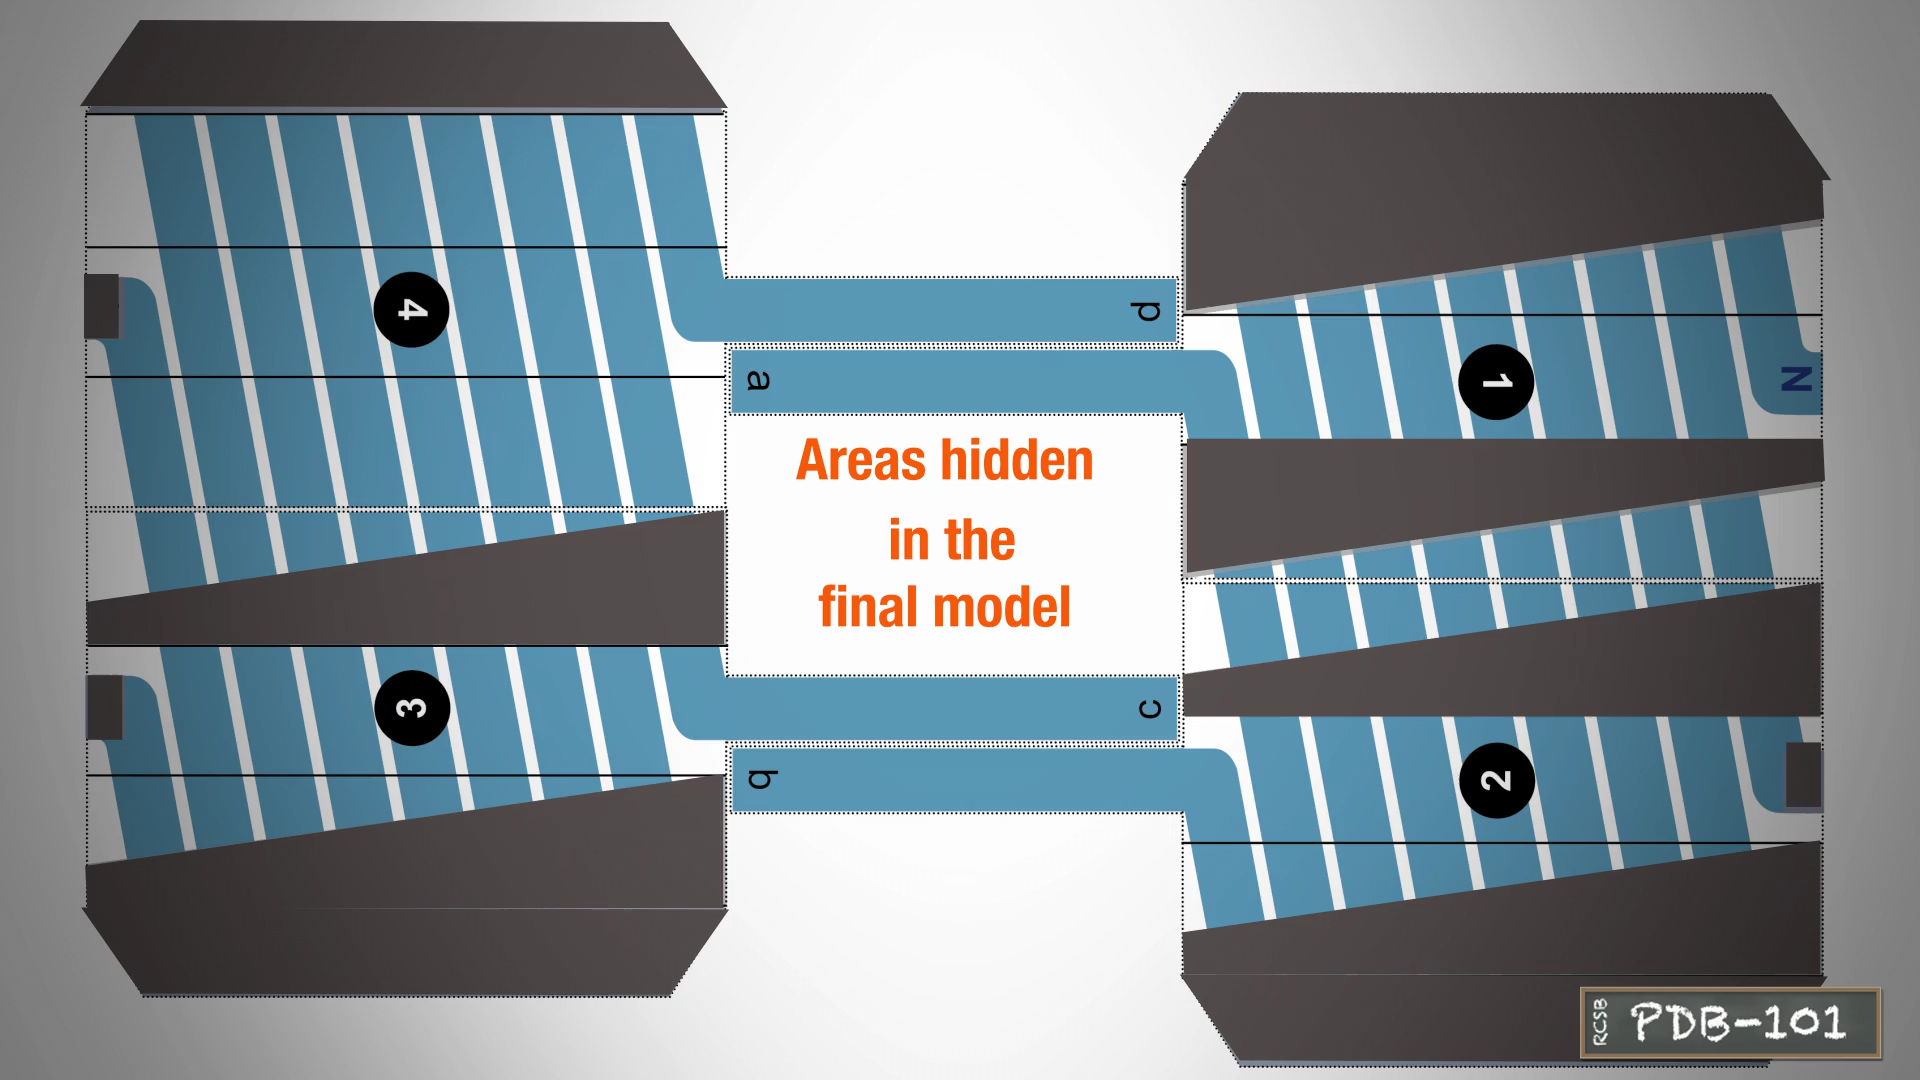 4
d
1
a
N
Areas hidden
in the
final model
3
c
2
b
RCSB
PDB-101